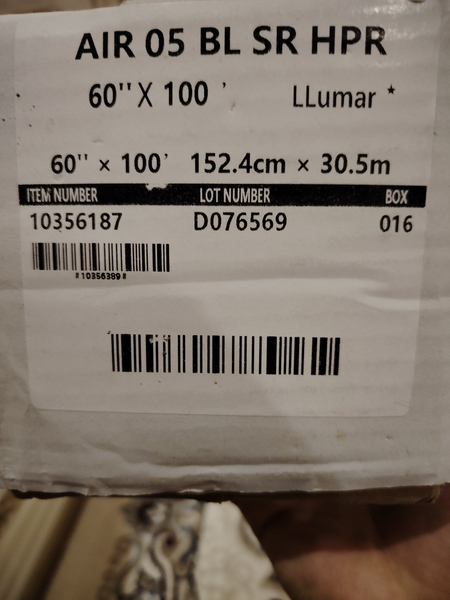 AIR 05 BL SR HPR
60'' X 100 ' LLumar *
60'' × 100' 152.4cm × 30.5m
ITEM NUMBER LOT NUMBER BOX
10356187 D076569 016
#10356389#